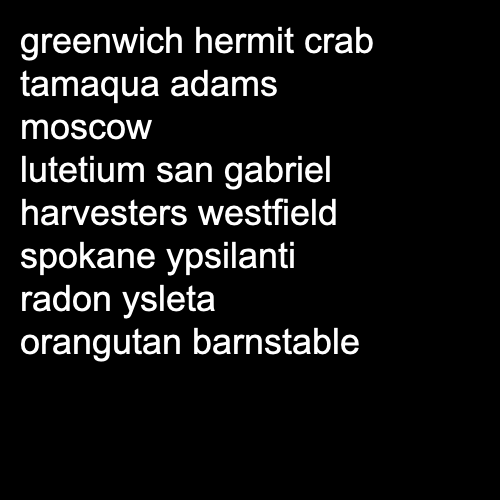 greenwich hermit crab
tamaqua adams
moscow
lutetium san gabriel
harvesters westfield
spokane ypsilanti
radon ysleta
orangutan barnstable